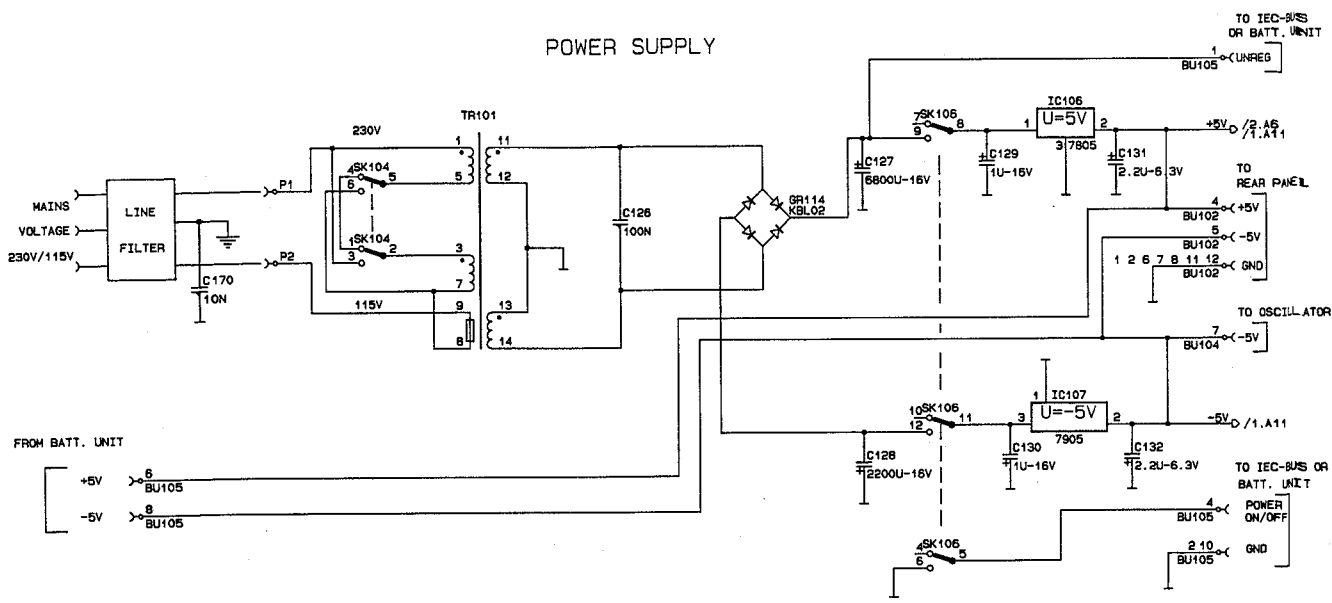 POWER SUPPLY
TO IEC-BUSS
OR BATT. UNIT
1
BU105
UNREG
TR101
230V
1
11
5
12
4
SK104
5
6
1
SK104
2
3
3
7
115V
9
8
13
14
P1
P2
MAINS
VOLTAGE
230V/115V
LINE
FILTER
C170
10N
C126
100N
GR114
KBL02
C127
6800U-16V
7
SK106
8
9
C129
1U-16V
IC106
1
U=5V
2
3
7805
C131
2.2U-6.3V
+5V
/2.A6
/1.A11
TO
REAR PANEL
4
BU102
+5V
5
BU102
-5V
1 2 6 7 8 11 12
BU102
GND
TO OSCILLATOR
7
BU104
-5V
10
SK106
11
12
C128
2200U-16V
C130
1U-16V
1
IC107
3
U=-5V
2
7905
C132
2.2U-6.3V
-5V
/1.A11
FROM BATT. UNIT
+5V
6
BU105
-5V
8
BU105
TO IEC-BUSS OR
BATT. UNIT
4
BU105
POWER
ON/OFF
4
SK106
5
6
2 10
BU105
GND